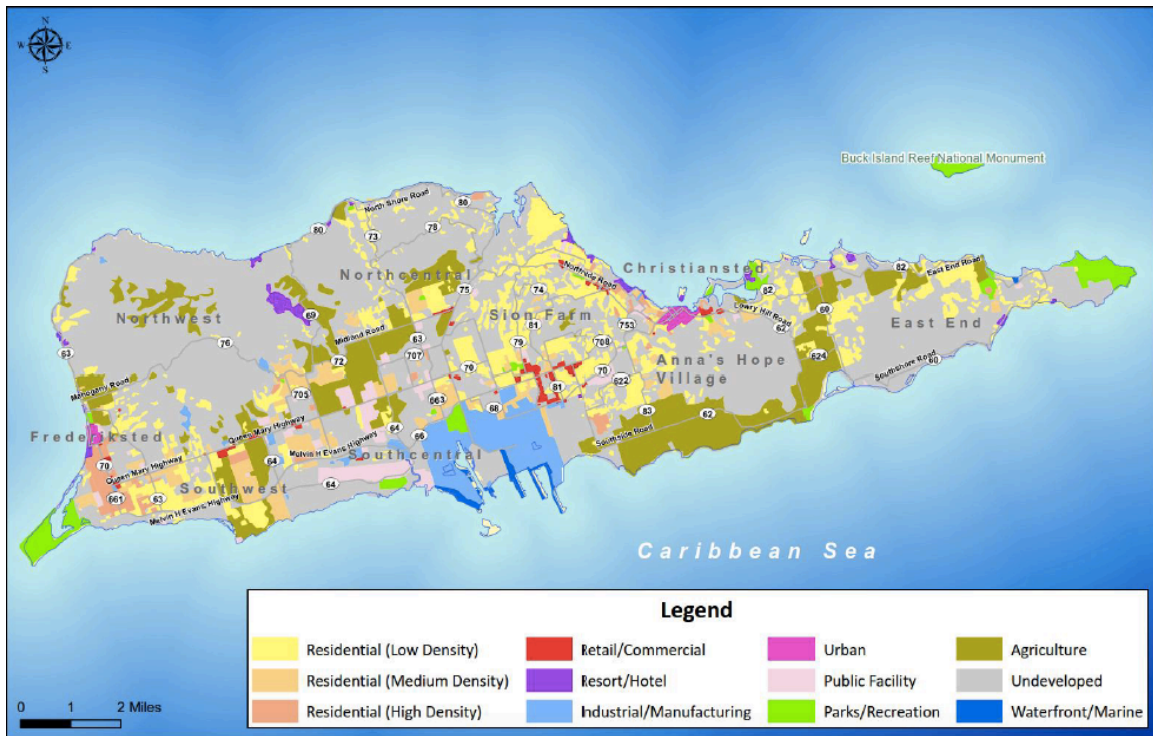 N
W E
S
Buck Island Reef National Monument
North Shore Road
80
80
73
78
Northcentral
Christiansted
Northside Road
82
East End Road
82
75
74
Sion Farm
Lowry Hill Road
62
60
Northwest
69
76
Midland Road
63
81
753
East End
63
72
707
79
708
Anna's Hope
Village
624
Southshore Road
60
Mahogany Road
705
70
70
622
81
663
68
83
62
Southside Road
Frederiksted
Queen Mary Highway
64
66
Melvin H Evans Highway
Southcentral
70
Queen Mary Highway
64
64
Southwest
661
63
Melvin H Evans Highway
Caribbean Sea
Legend
Residential (Low Density)
Retail/Commercial
Urban
Agriculture
Residential (Medium Density)
Resort/Hotel
Public Facility
Undeveloped
Residential (High Density)
Industrial/Manufacturing
Parks/Recreation
Waterfront/Marine
0 1 2 Miles